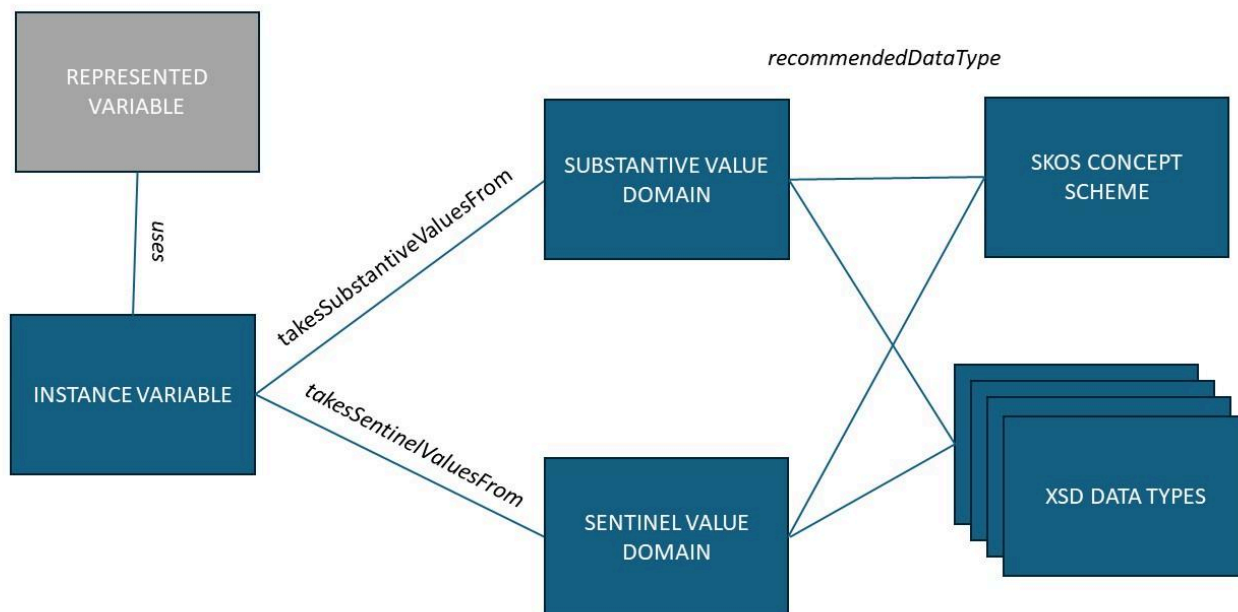 REPRESENTED
VARIABLE
uses
INSTANCE VARIABLE
takesSubstantiveValuesFrom
takesSentinelValuesFrom
SUBSTANTIVE VALUE
DOMAIN
SENTINEL VALUE
DOMAIN
recommendedDataType
SKOS CONCEPT
SCHEME
XSD DATA TYPES